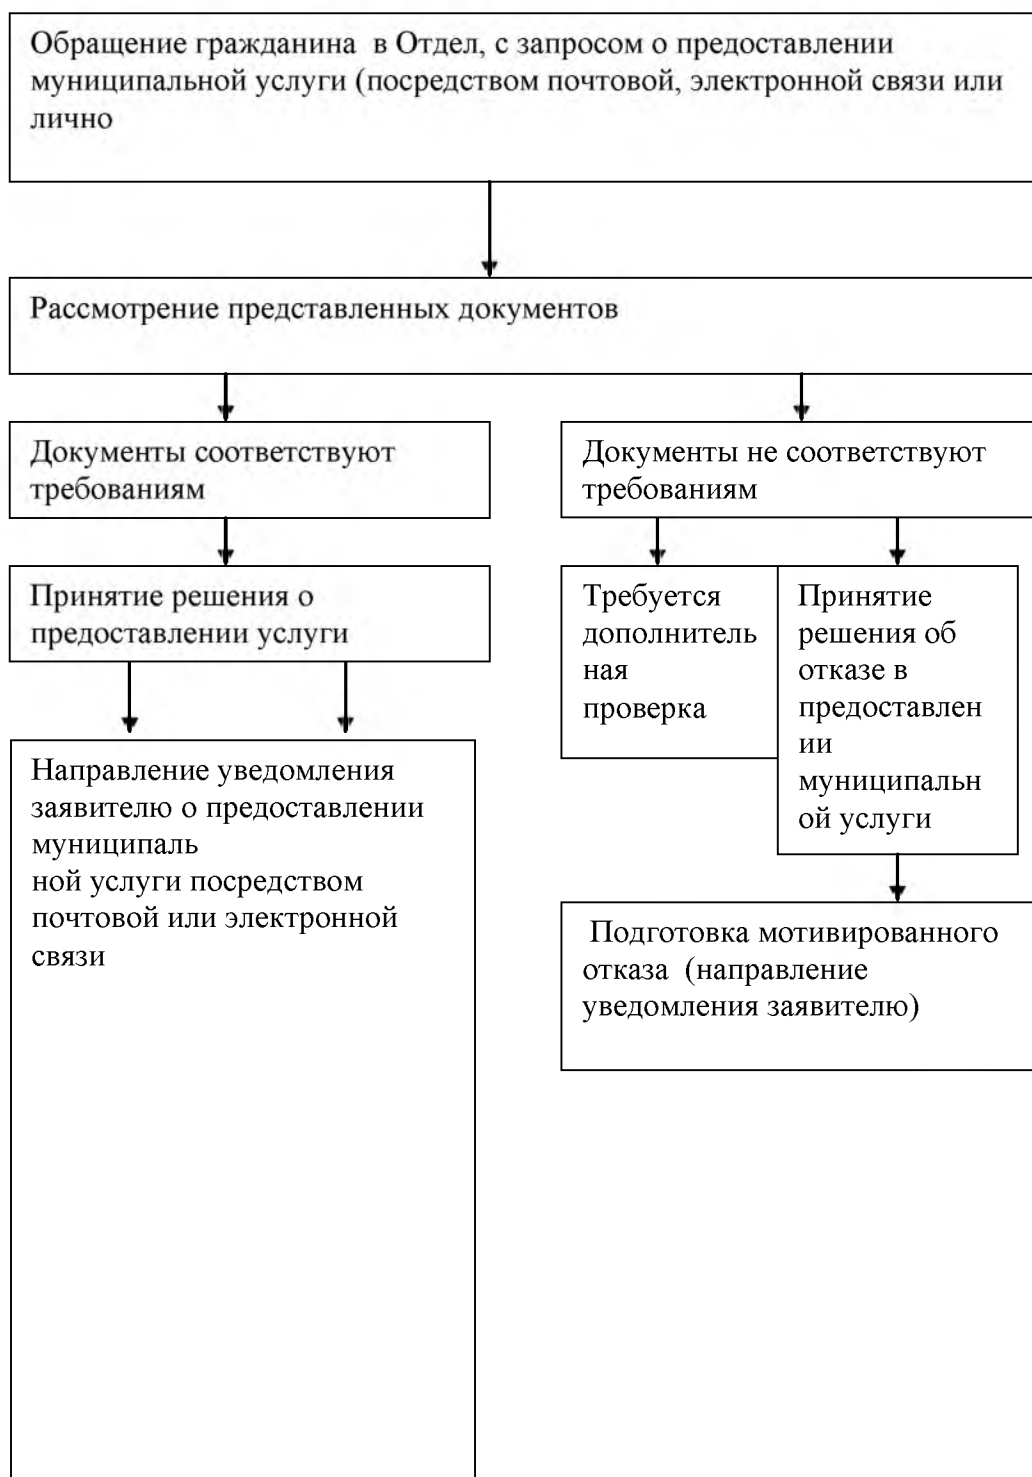 Обращение гражданина  в Отдел, с запросом о предоставлении
муниципальной услуги (посредством почтовой, электронной связи или
лично
Рассмотрение представленных документов
Документы соответствуют
требованиям
Документы не соответствуют
требованиям
Принятие решения о
предоставлении услуги
Требуется
дополнитель
ная
проверка
Принятие
решения об
отказе в
предоставлен
ии
муниципальн
ой услуги
Направление уведомления
заявителю о предоставлении
муниципаль
ной услуги посредством
почтовой или электронной
связи
Подготовка мотивированного
отказа  (направление
уведомления заявителю)